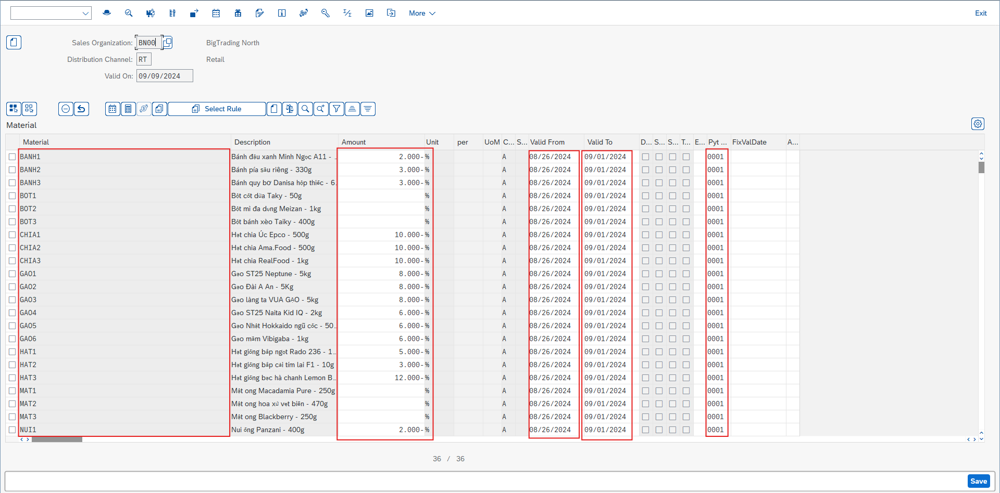 More Exit
Sales Organization: BN00 BigTrading North
Distribution Channel: RT Retail
Valid On: 09/09/2024
Select Rule
Material
Material Description Amount Unit per UoM C... S... Valid From Valid To D... S... S... T... E... Pyt ... FixValDate A...
BANH1 Bánh đậu xanh Minh Ngọc A11 - .. 2.000- % A 08/26/2024 09/01/2024 0001
BANH2 Bánh pía sầu riêng - 330g 3.000- % A 08/26/2024 09/01/2024 0001
BANH3 Bánh quy bơ Danisa hộp thiếc - 6. 3.000- % A 08/26/2024 09/01/2024 0001
BOT1 Bột cốt dừa Taky - 50g % A 08/26/2024 09/01/2024 0001
BOT2 Bột mì đa dụng Meizan - 1kg % A 08/26/2024 09/01/2024 0001
BOT3 Bột bánh xèo Taiky - 400g % A 08/26/2024 09/01/2024 0001
CHIA1 Hạt chia Úc Epco - 500g 10.000- % A 08/26/2024 09/01/2024 0001
CHIA2 Hạt chia Ama.Food - 500g 10.000- % A 08/26/2024 09/01/2024 0001
CHIA3 Hạt chia RealFood - 1kg 10.000- % A 08/26/2024 09/01/2024 0001
GAO1 Gạo ST25 Neptune - 5kg 8.000- % A 08/26/2024 09/01/2024 0001
GAO2 Gạo Đài A An - 5Kg 8.000- % A 08/26/2024 09/01/2024 0001
GAO3 Gạo làng ta VUA GẠO - 5kg 8.000- % A 08/26/2024 09/01/2024 0001
GAO4 Gạo ST25 Naita Kid IQ - 2kg 6.000- % A 08/26/2024 09/01/2024 0001
GAO5 Gạo Nhật Hokkaido ngũ cốc - 50.. 6.000- % A 08/26/2024 09/01/2024 0001
GAO6 Gạo mầm Vibigaba - 1kg 6.000- % A 08/26/2024 09/01/2024 0001
HAT1 Hạt giống bắp ngọt Rado 236 - 1... 5.000- % A 08/26/2024 09/01/2024 0001
HAT2 Hạt giống bắp cải tím lai F1 - 10g 3.000- % A 08/26/2024 09/01/2024 0001
HAT3 Hạt giống bạc hà chanh Lemon B... 12.000- % A 08/26/2024 09/01/2024 0001
MAT1 Mật ong Macadamia Pure - 250g % A 08/26/2024 09/01/2024 0001
MAT2 Mật ong hoa xứ vẹt biển - 470g % A 08/26/2024 09/01/2024 0001
MAT3 Mật ong Blackberry - 250g % A 08/26/2024 09/01/2024 0001
NUI1 Nui ống Panzani - 400g 2.000- % A 08/26/2024 09/01/2024 0001
36 / 36
Save